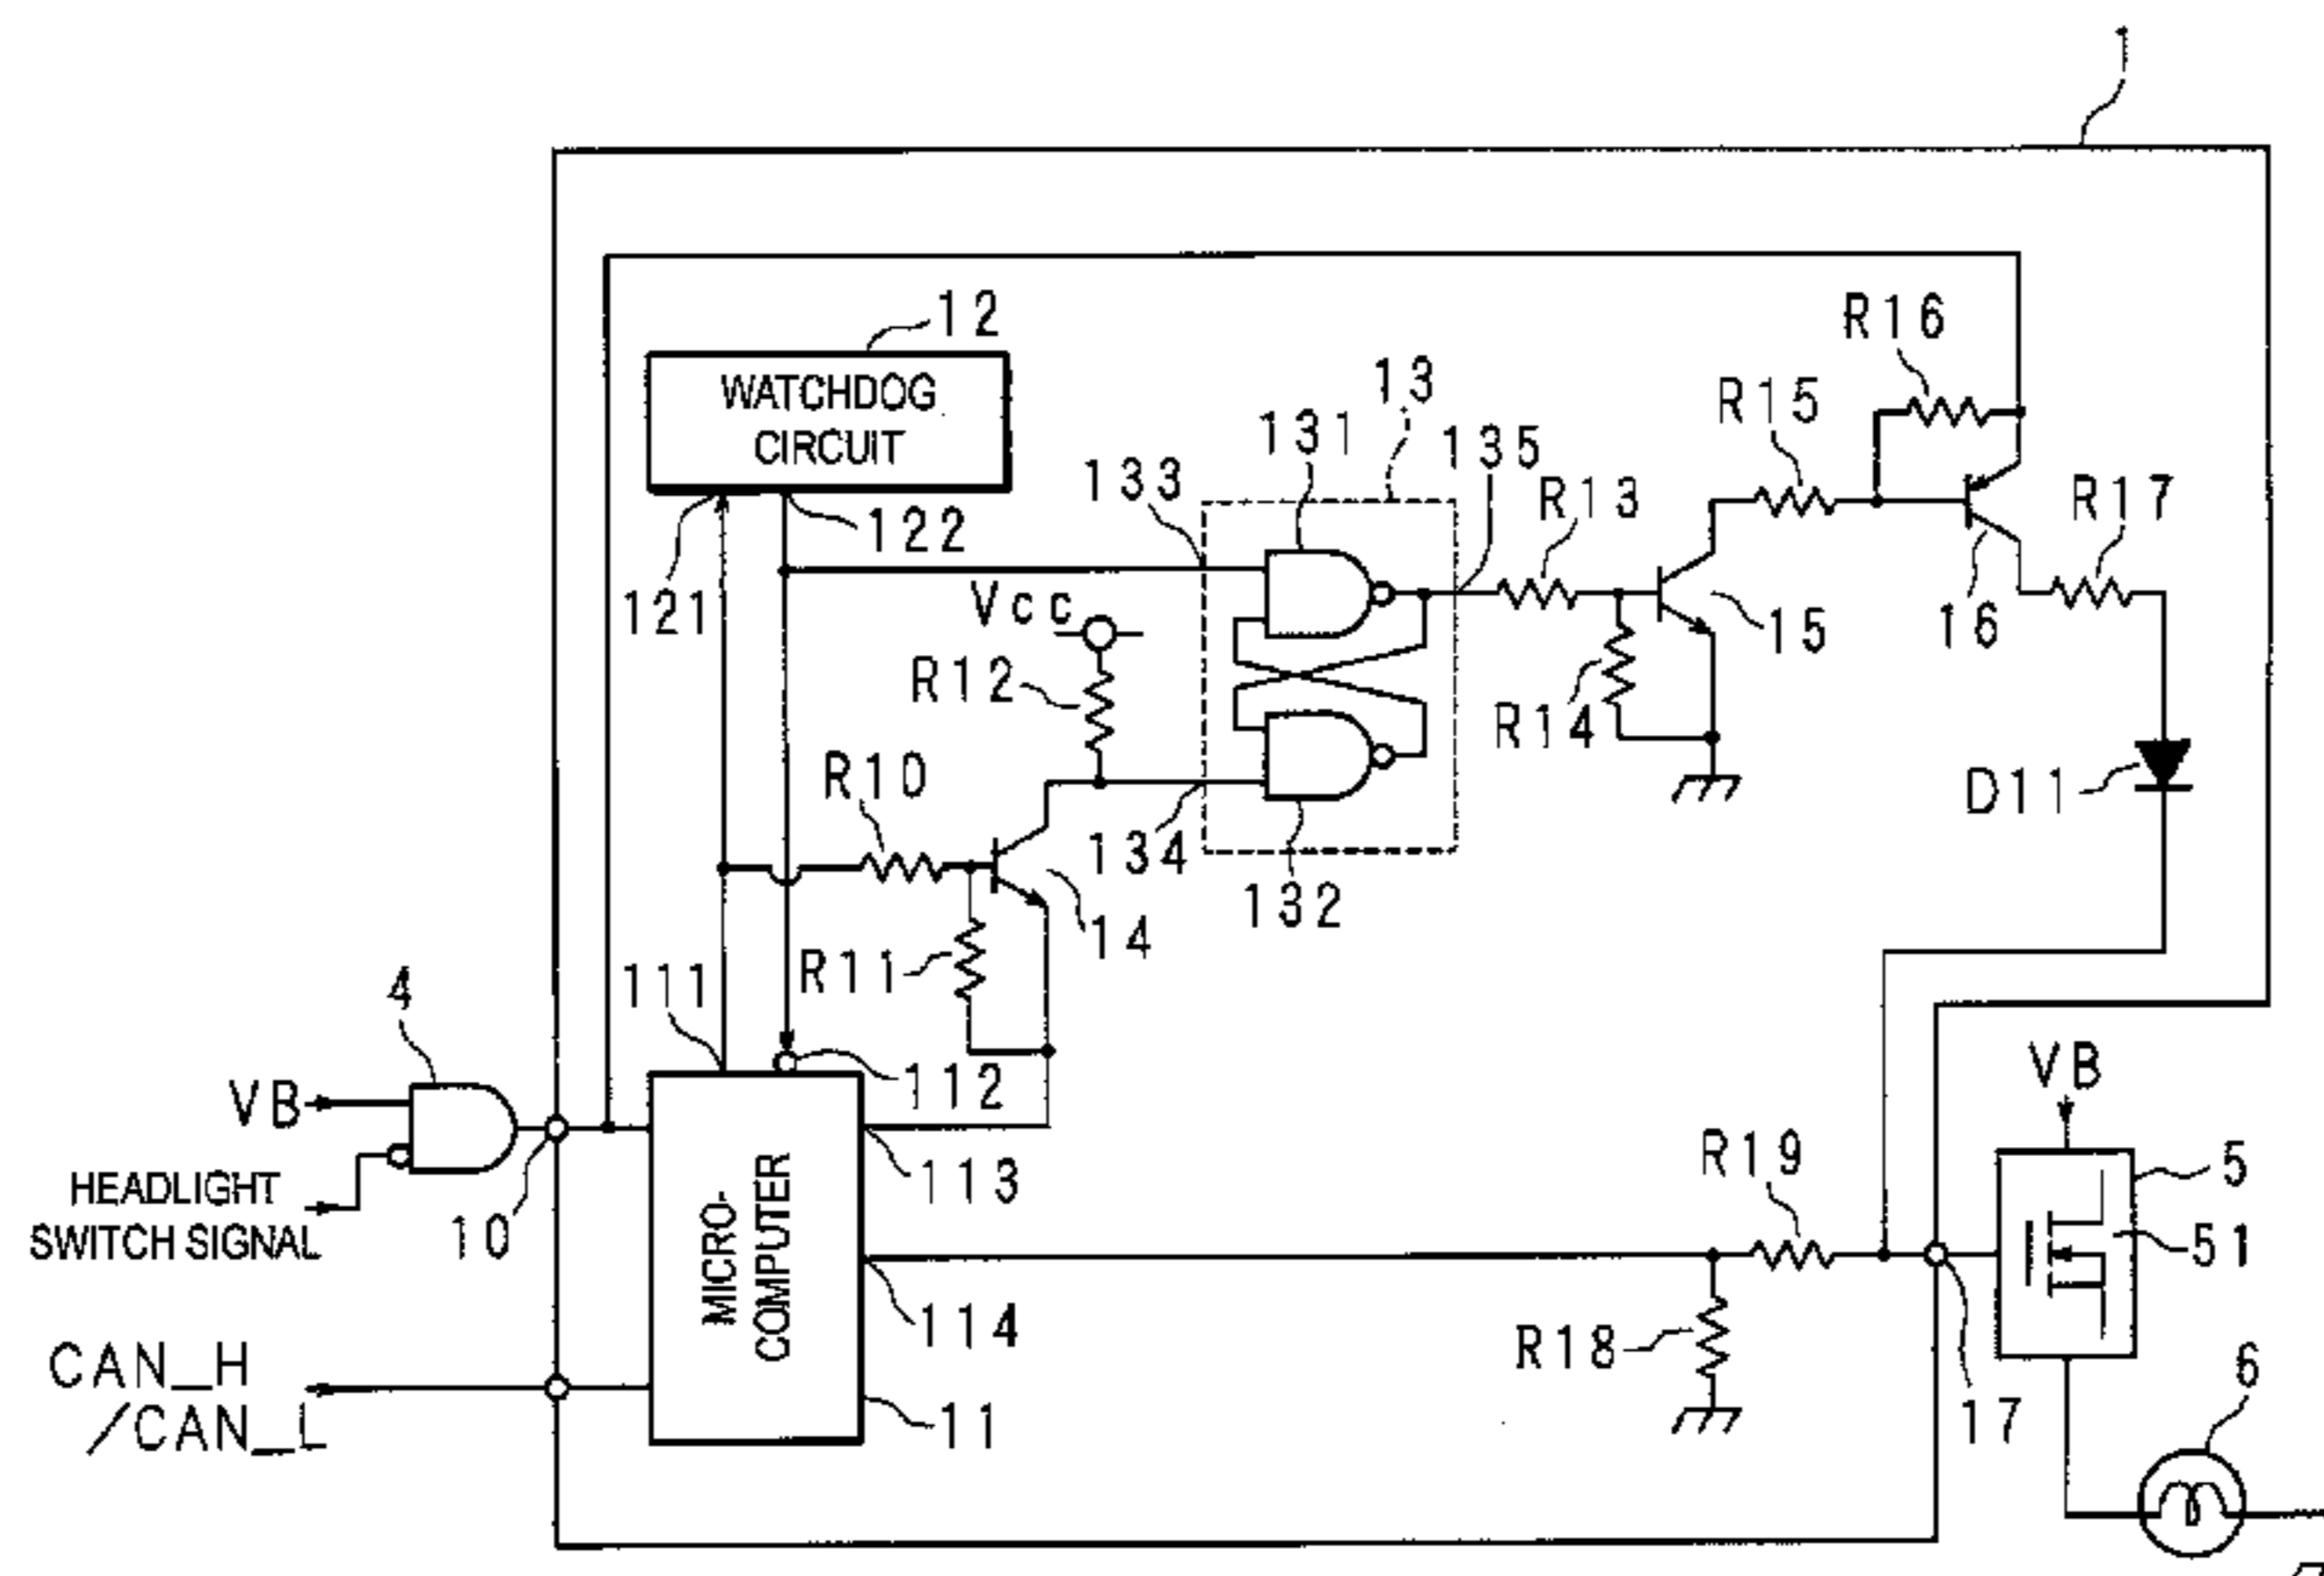 1
12
R16
WATCHDOG
CIRCUIT
13
R15
131
135
133
R13
R17
122
121
Vcc
15
16
R12
R14
R10
D11
134
132
14
R11
111
4
112
VB
VB
113
R19
5
HEADLIGHT
SWITCH SIGNAL
10
MICRO-
COMPUTER
51
114
R18
CAN_H
/CAN_L
11
17
6